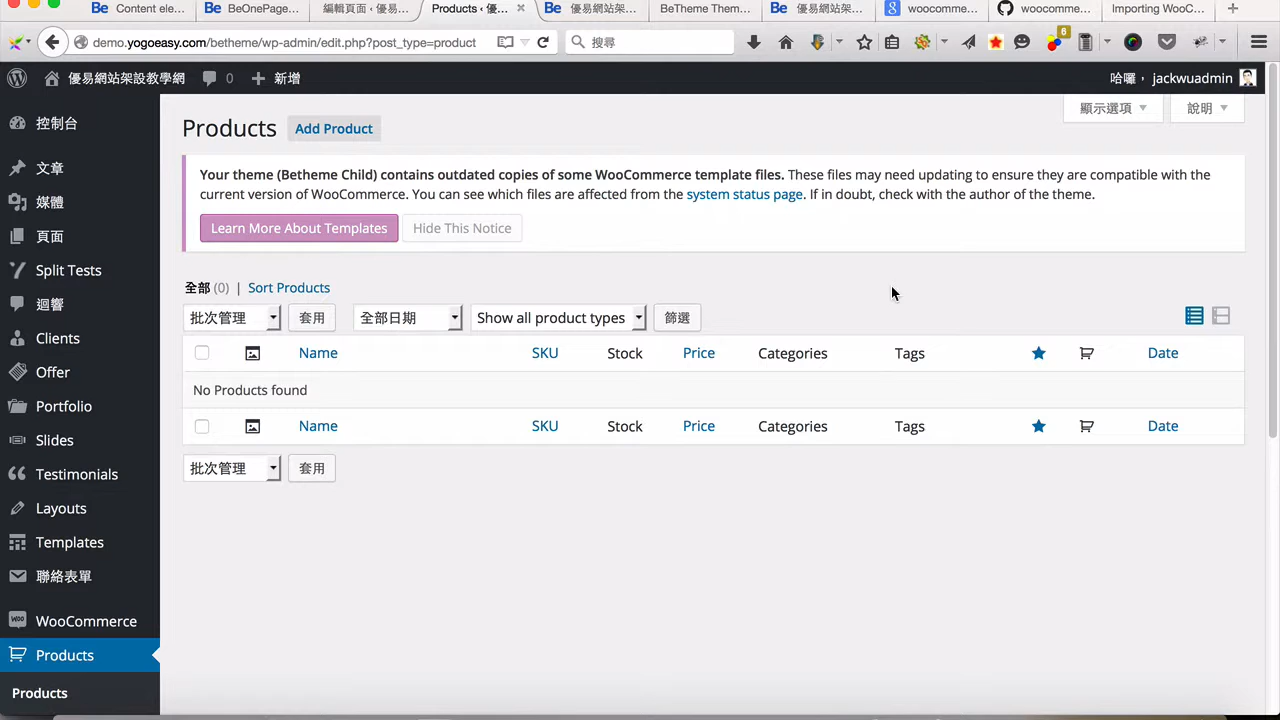 Content ele...
BeOnePage...
編輯頁面 ‹ 優易...
Products ‹ 優...
優易網站架...
BeTheme Them...
優易網站架...
woocomme...
woocomme...
Importing WooC...
demo.yogoeasy.com/betheme/wp-admin/edit.php?post_type=product
搜尋
6
優易網站架設教學網
0
新增
哈囉， jackwuadmin
控制台
文章
媒體
頁面
Split Tests
迴響
Clients
Offer
Portfolio
Slides
Testimonials
Layouts
Templates
聯絡表單
WooCommerce
Products
Products
顯示選項
說明
Products
Add Product
Your theme (Betheme Child) contains outdated copies of some WooCommerce template files. These files may need updating to ensure they are compatible with the
current version of WooCommerce. You can see which files are affected from the system status page. If in doubt, check with the author of the theme.
Learn More About Templates
Hide This Notice
全部 (0) | Sort Products
批次管理
套用
全部日期
Show all product types
篩選
Name SKU Stock Price Categories Tags Date
No Products found
Name SKU Stock Price Categories Tags Date
批次管理
套用